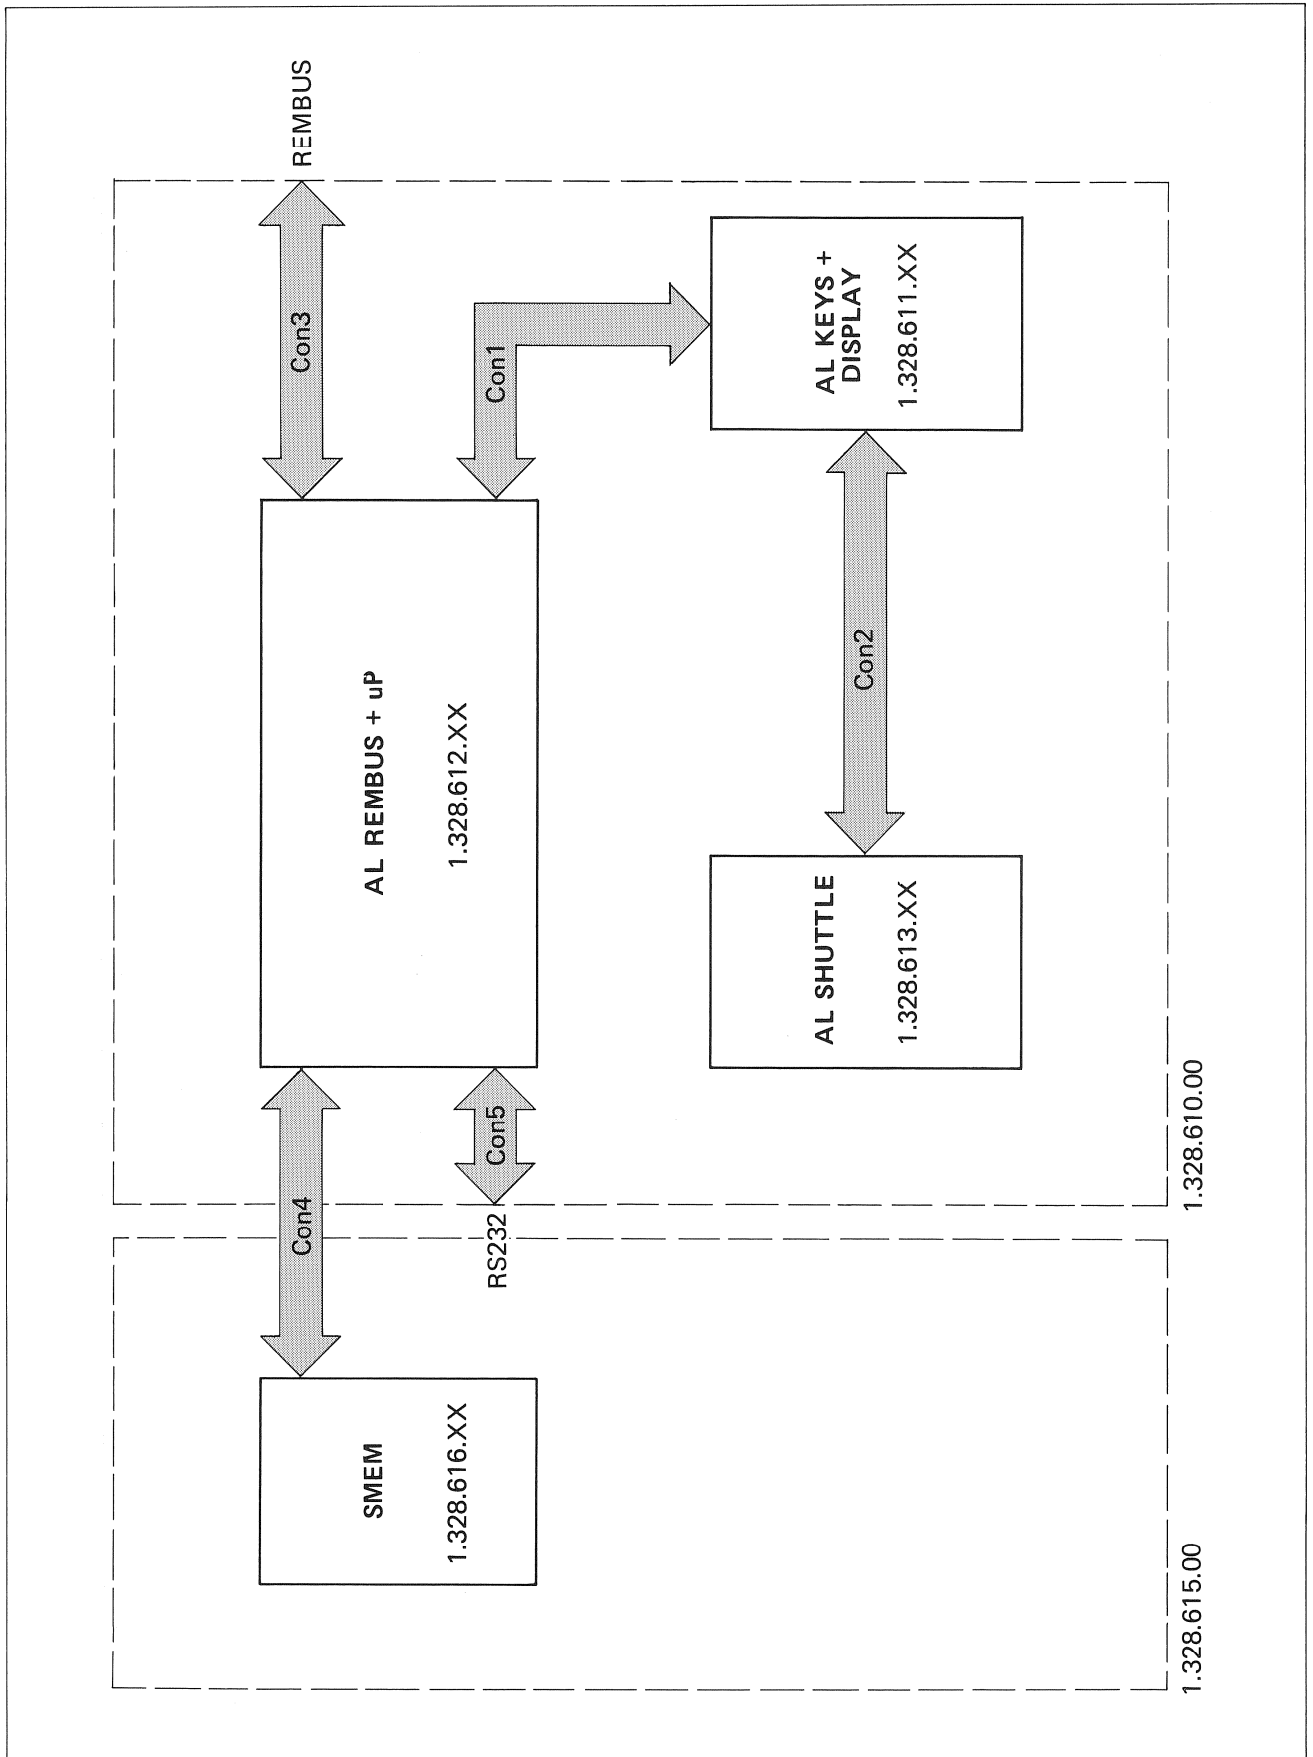 SMEM
1.328.616.XX
Con4
RS232
Con5
AL REMBUS + uP
1.328.612.XX
Con3
REMBUS
Con1
AL SHUTTLE
1.328.613.XX
Con2
AL KEYS +
DISPLAY
1.328.611.XX
1.328.615.00
1.328.610.00